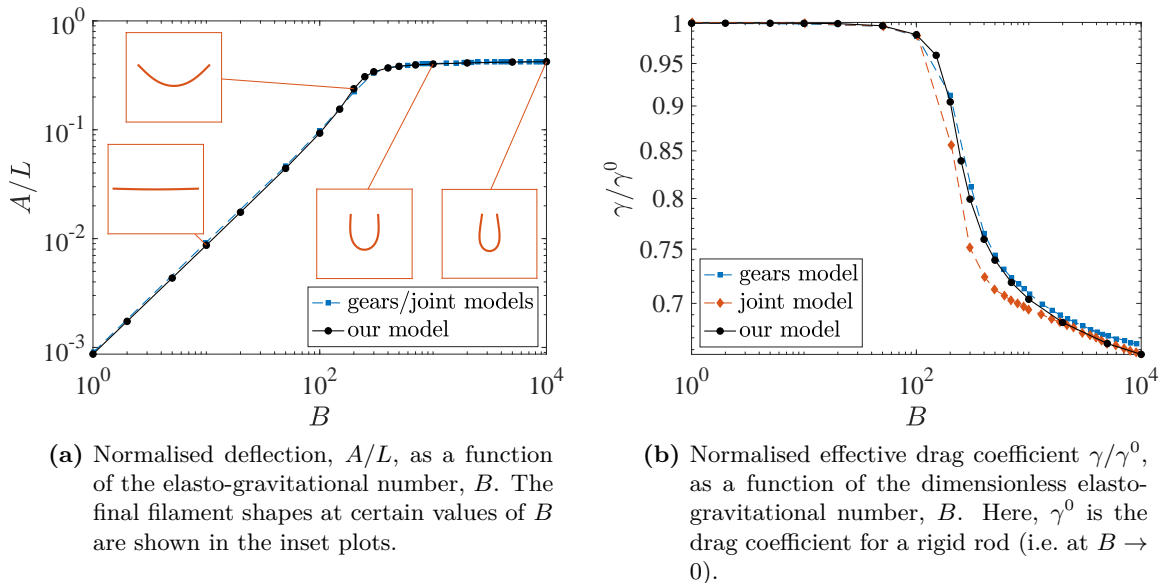 10^0
10^{-1}
10^{-2}
10^{-3}
A/L
gears/joint models
our model
10^0
10^2
10^4
B
1
0.95
0.9
0.85
0.8
0.75
0.7
γ/γ^0
gears model
joint model
our model
10^0
10^2
10^4
B
(a) Normalised deflection, A/L, as a function
of the elasto-gravitational number, B. The
final filament shapes at certain values of B
are shown in the inset plots.
(b) Normalised effective drag coefficient γ/γ^0,
as a function of the dimensionless elasto-
gravitational number, B. Here, γ^0 is the
drag coefficient for a rigid rod (i.e. at B →
0).